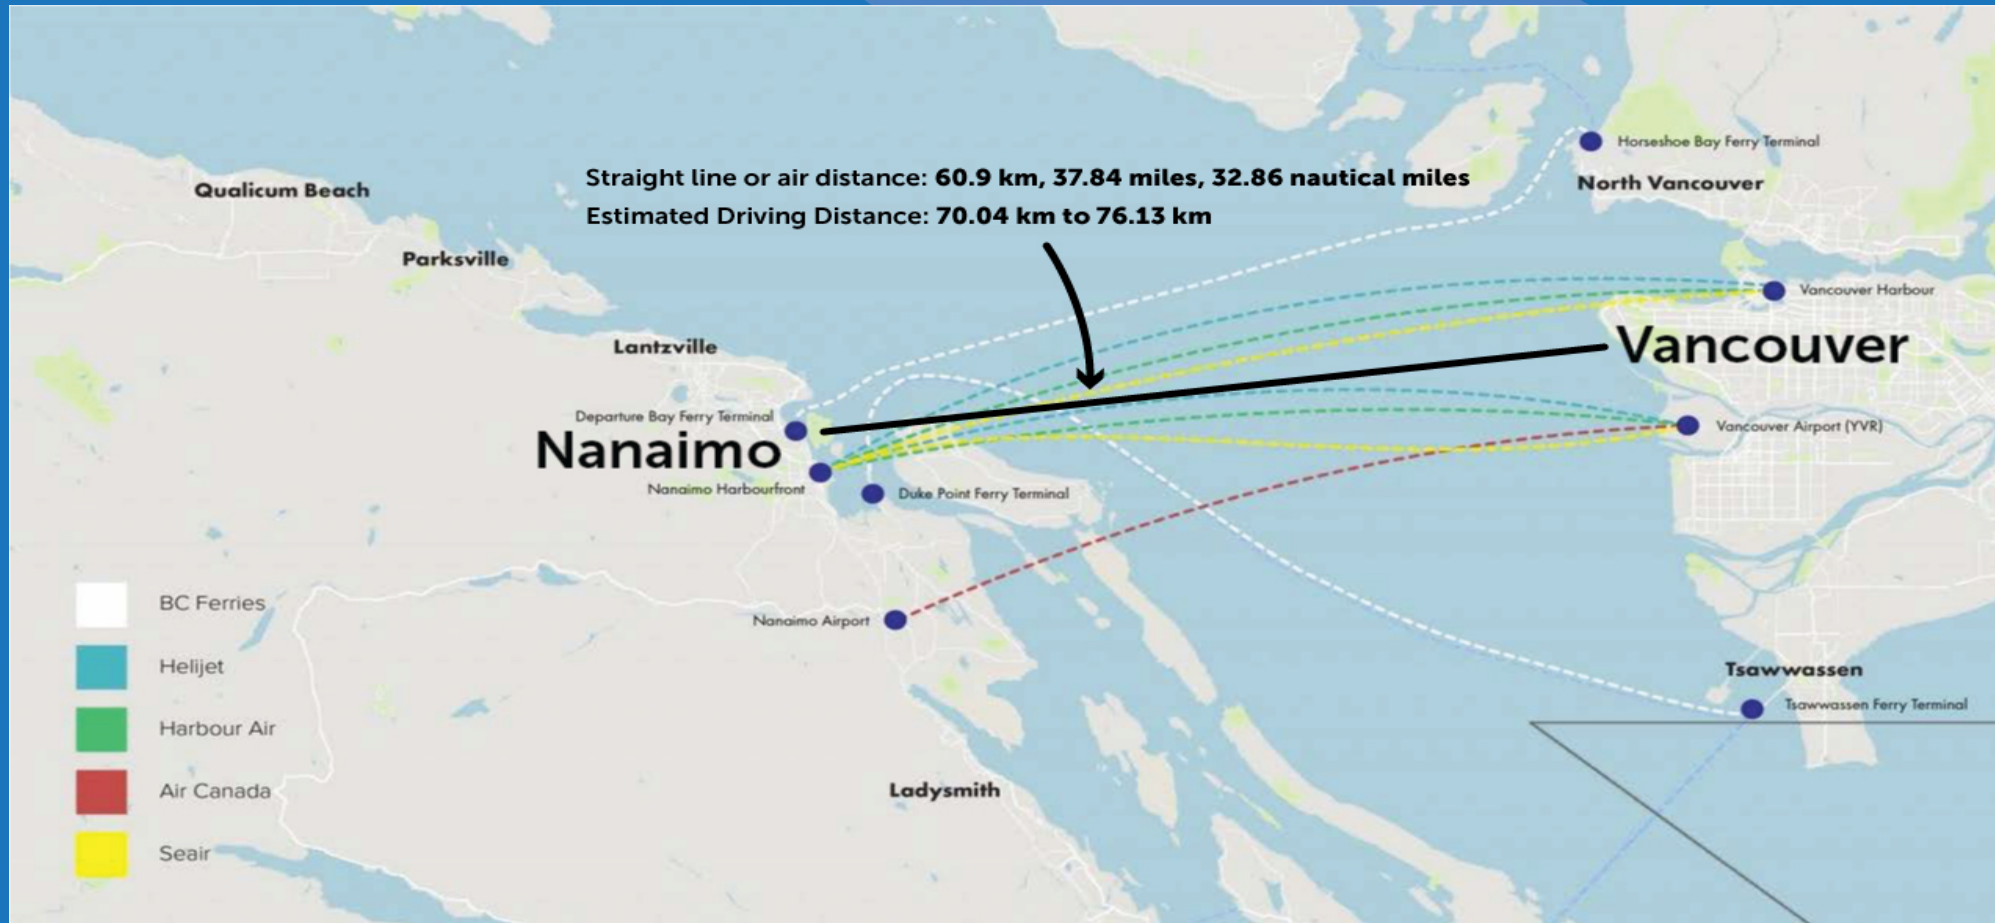 Horseshoe Bay Ferry Terminal
Straight line or air distance: 60.9 km, 37.84 miles, 32.86 nautical miles
North Vancouver
Qualicum Beach
Estimated Driving Distance: 70.04 km to 76.13 km
Parksville
Vancouver Harbour
Lantzville
Vancouver
Departure Bay Ferry Terminal
Vancouver Airport (YVR)
Nanaimo
Nanaimo Harbourfront
Duke Point Ferry Terminal
BC Ferries
Nanaimo Airport
Helijet
Tsawwassen
Tsawwassen Ferry Terminal
Harbour Air
Air Canada
Ladysmith
Seair